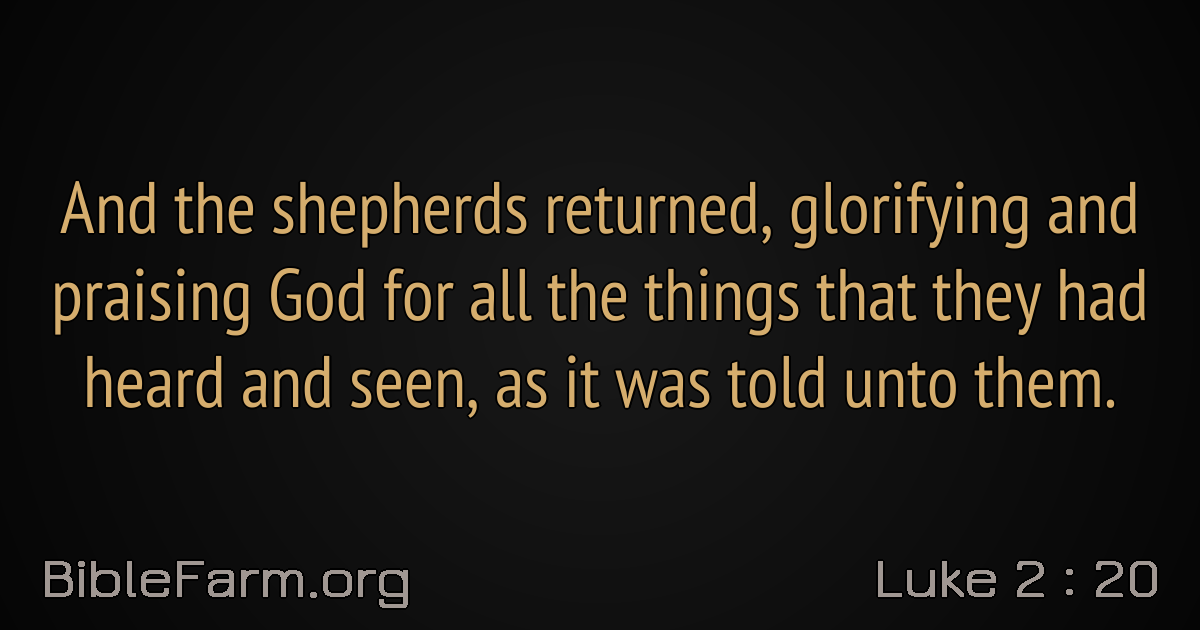 And the shepherds returned, glorifying and
praising God for all the things that they had
heard and seen, as it was told unto them.
BibleFarm.org
Luke 2 : 20